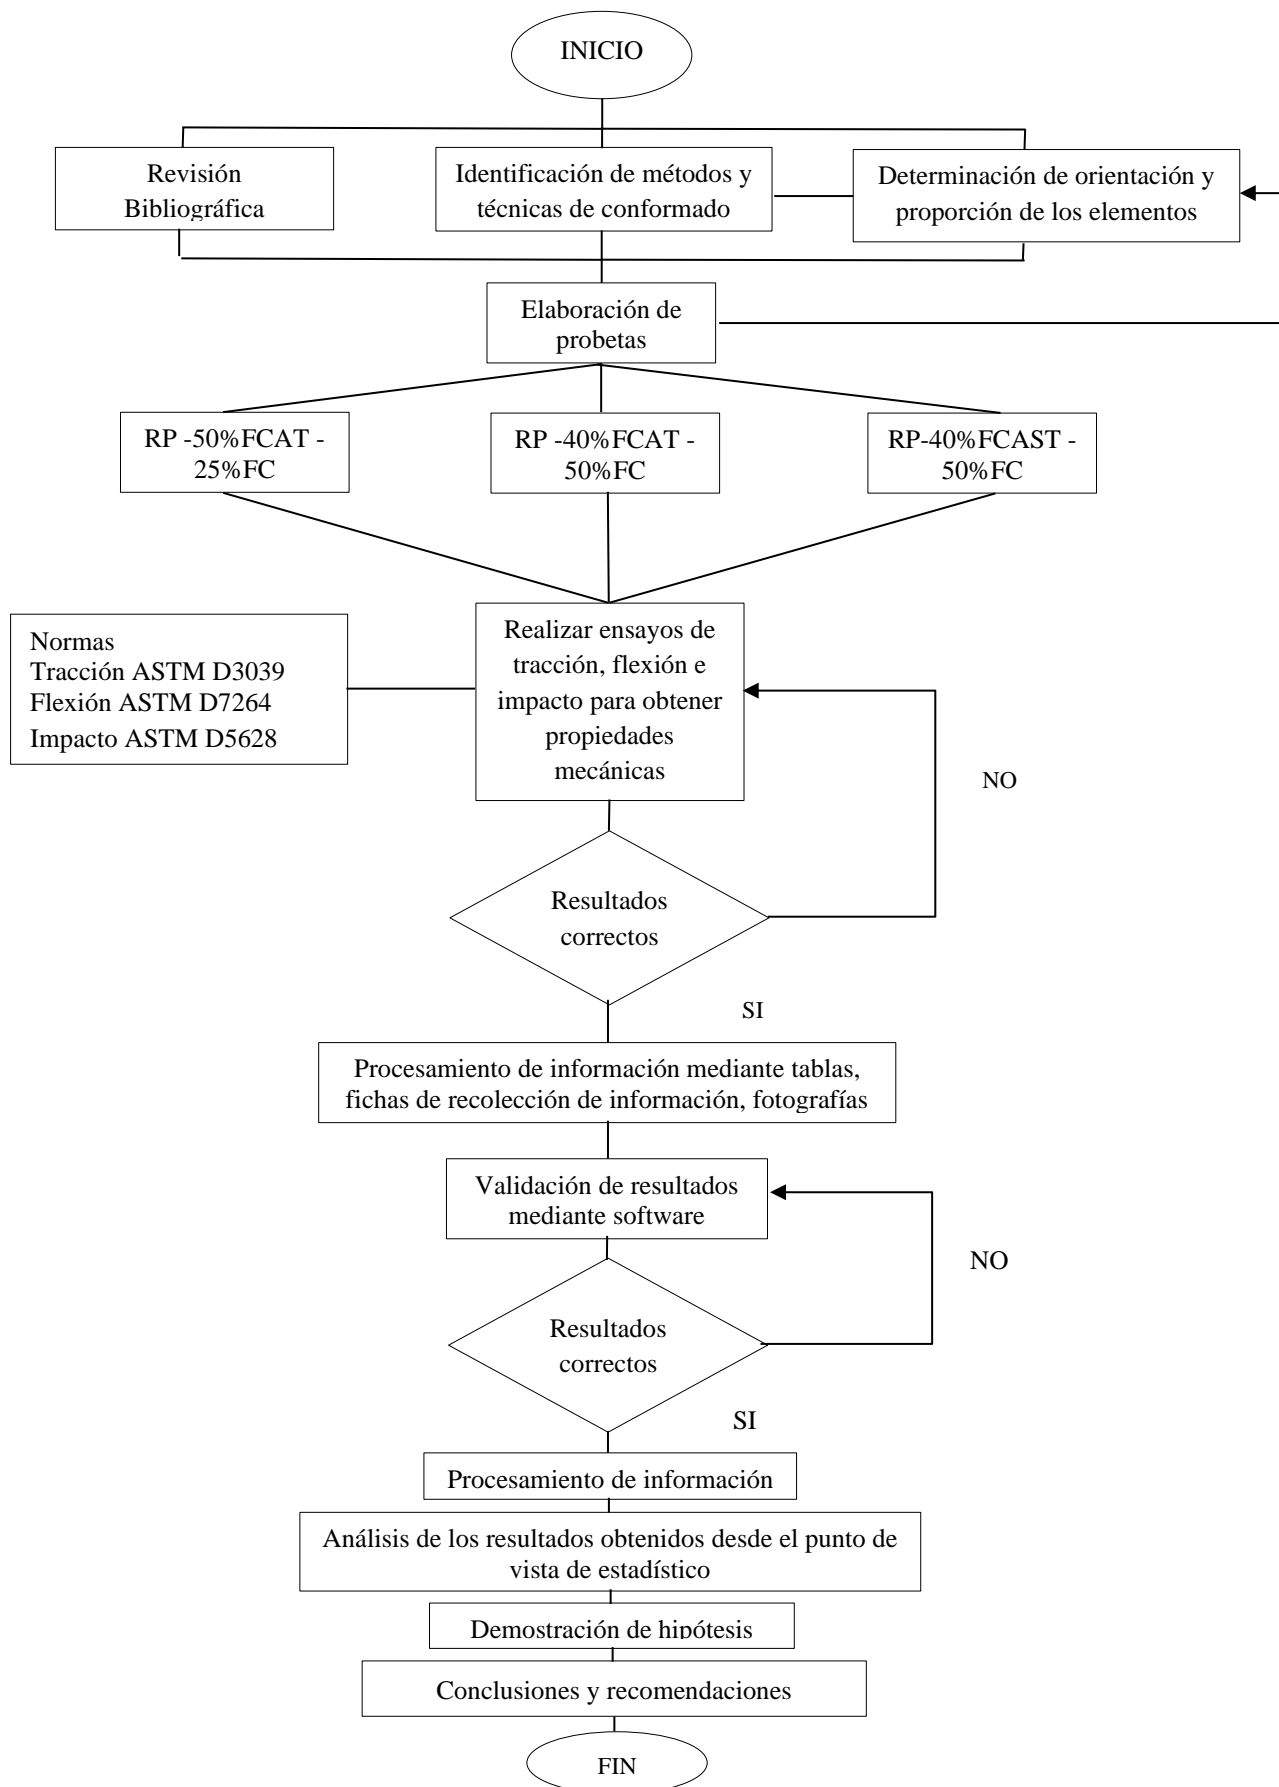 INICIO
Revisión
Bibliográfica
Identificación de métodos y
técnicas de conformado
Determinación de orientación y
proporción de los elementos
Elaboración de
probetas
RP -50%FCAT -
25%FC
RP -40%FCAT -
50%FC
RP-40%FCAST -
50%FC
Normas
Tracción ASTM D3039
Flexión ASTM D7264
Impacto ASTM D5628
Realizar ensayos de
tracción, flexión e
impacto para obtener
propiedades
mecánicas
NO
Resultados
correctos
SI
Procesamiento de información mediante tablas,
fichas de recolección de información, fotografías
Validación de resultados
mediante software
NO
Resultados
correctos
SI
Procesamiento de información
Análisis de los resultados obtenidos desde el punto de
vista de estadístico
Demostración de hipótesis
Conclusiones y recomendaciones
FIN